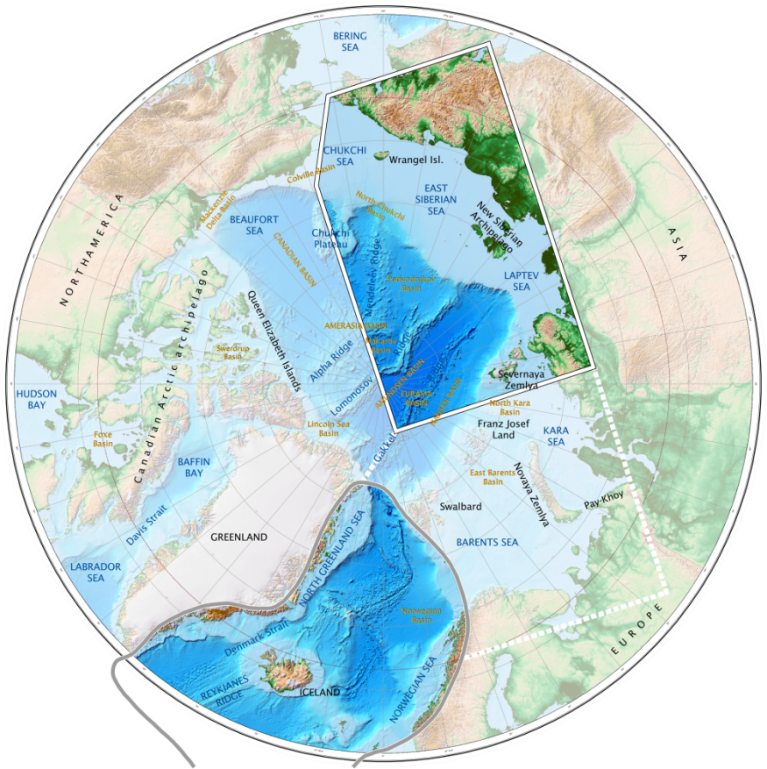 BERING
SEA
CHUKCHI
SEA
Wrangel Isl.
Colville Basin
EAST
SIBERIAN
SEA
North Chukchi
Basin
Mackenzie
Delta Basin
BEAUFORT
SEA
Chukchi
Plateau
New Siberian
Archipelago
NORTHAMERICA
ASIA
CANADIAN BASIN
Mendeleev Ridge
LAPTEV
SEA
Basin
Canadian Arctic archipelago
Queen Elizabeth Islands
AMERASIA BASIN
Basin
Sverdrup
Basin
Alpha Ridge
Severnaya
Zemlya
HUDSON
BAY
Lomonosov
EURASIA
BASIN
North Kara
Basin
Foxe
Basin
Lincoln Sea
Basin
Franz Josef
Land
KARA
SEA
Gakkel
BAFFIN
BAY
East Barents
Basin
Novaya Zemlya
Pay-Khoy
Swalbard
Davis Strait
GREENLAND
NORTH GREENLAND SEA
BARENTS SEA
LABRADOR
SEA
Norwegian
Basin
EUROPE
Denmark Strait
REYKJANES
RIDGE
ICELAND
NORWEGIAN SEA